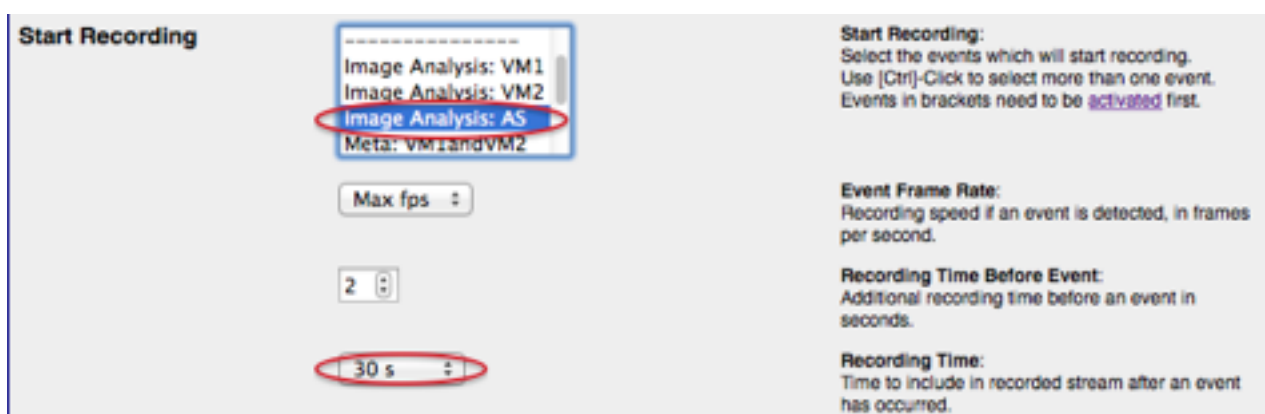 Start Recording
---------------
Image Analysis: VM1
Image Analysis: VM2
Image Analysis: AS
Meta: VM1andVM2
Start Recording:
Select the events which will start recording.
Use [Ctrl]-Click to select more than one event.
Events in brackets need to be activated first.
Max fps
Event Frame Rate:
Recording speed if an event is detected, in frames
per second.
2
Recording Time Before Event:
Additional recording time before an event in
seconds.
30 s
Recording Time:
Time to include in recorded stream after an event
has occurred.